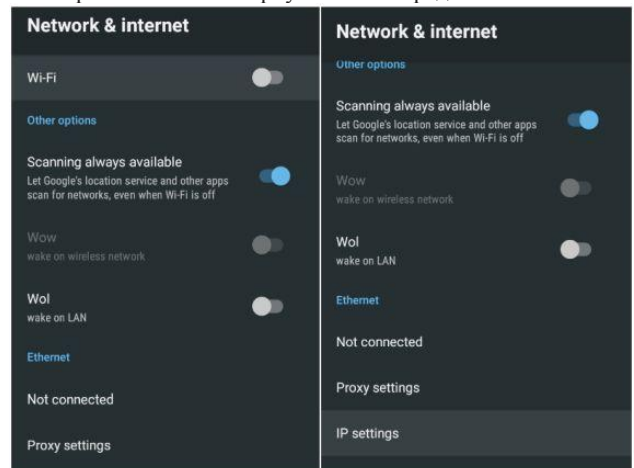 Network & internet
Wi-Fi
Other options
Scanning always available
Let Google's location service and other apps
scan for networks, even when Wi-Fi is off
Wow
wake on wireless network
Wol
wake on LAN
Ethernet
Not connected
Proxy settings
Network & internet
Other options
Scanning always available
Let Google's location service and other apps
scan for networks, even when Wi-Fi is off
Wow
wake on wireless network
Wol
wake on LAN
Ethernet
Not connected
Proxy settings
IP settings